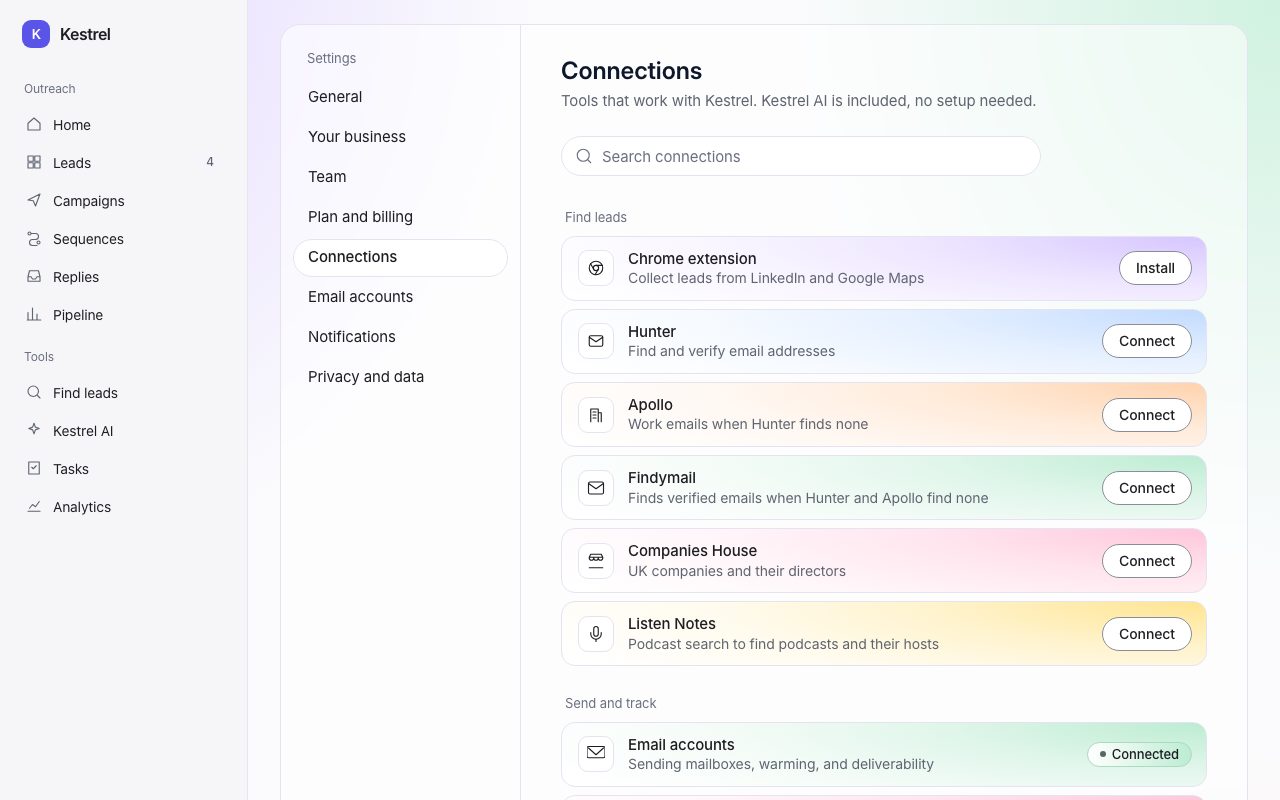 K
Kestrel
Outreach
Home
Leads
4
Campaigns
Sequences
Replies
Pipeline
Tools
Find leads
Kestrel AI
Tasks
Analytics
Settings
General
Your business
Team
Plan and billing
Connections
Email accounts
Notifications
Privacy and data
Connections
Tools that work with Kestrel. Kestrel AI is included, no setup needed.
Search connections
Find leads
Chrome extension
Collect leads from LinkedIn and Google Maps
Install
Hunter
Find and verify email addresses
Connect
Apollo
Work emails when Hunter finds none
Connect
Findymail
Finds verified emails when Hunter and Apollo find none
Connect
Companies House
UK companies and their directors
Connect
Listen Notes
Podcast search to find podcasts and their hosts
Connect
Send and track
Email accounts
Sending mailboxes, warming, and deliverability
Connected